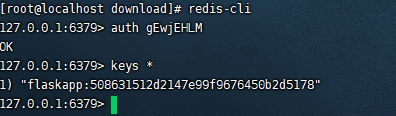 [root@localhost download]# redis-cli
127.0.0.1:6379> auth gEwjEHLM
OK
127.0.0.1:6379> keys *
1) "flaskapp:508631512d2147e99f9676450b2d5178"
127.0.0.1:6379>